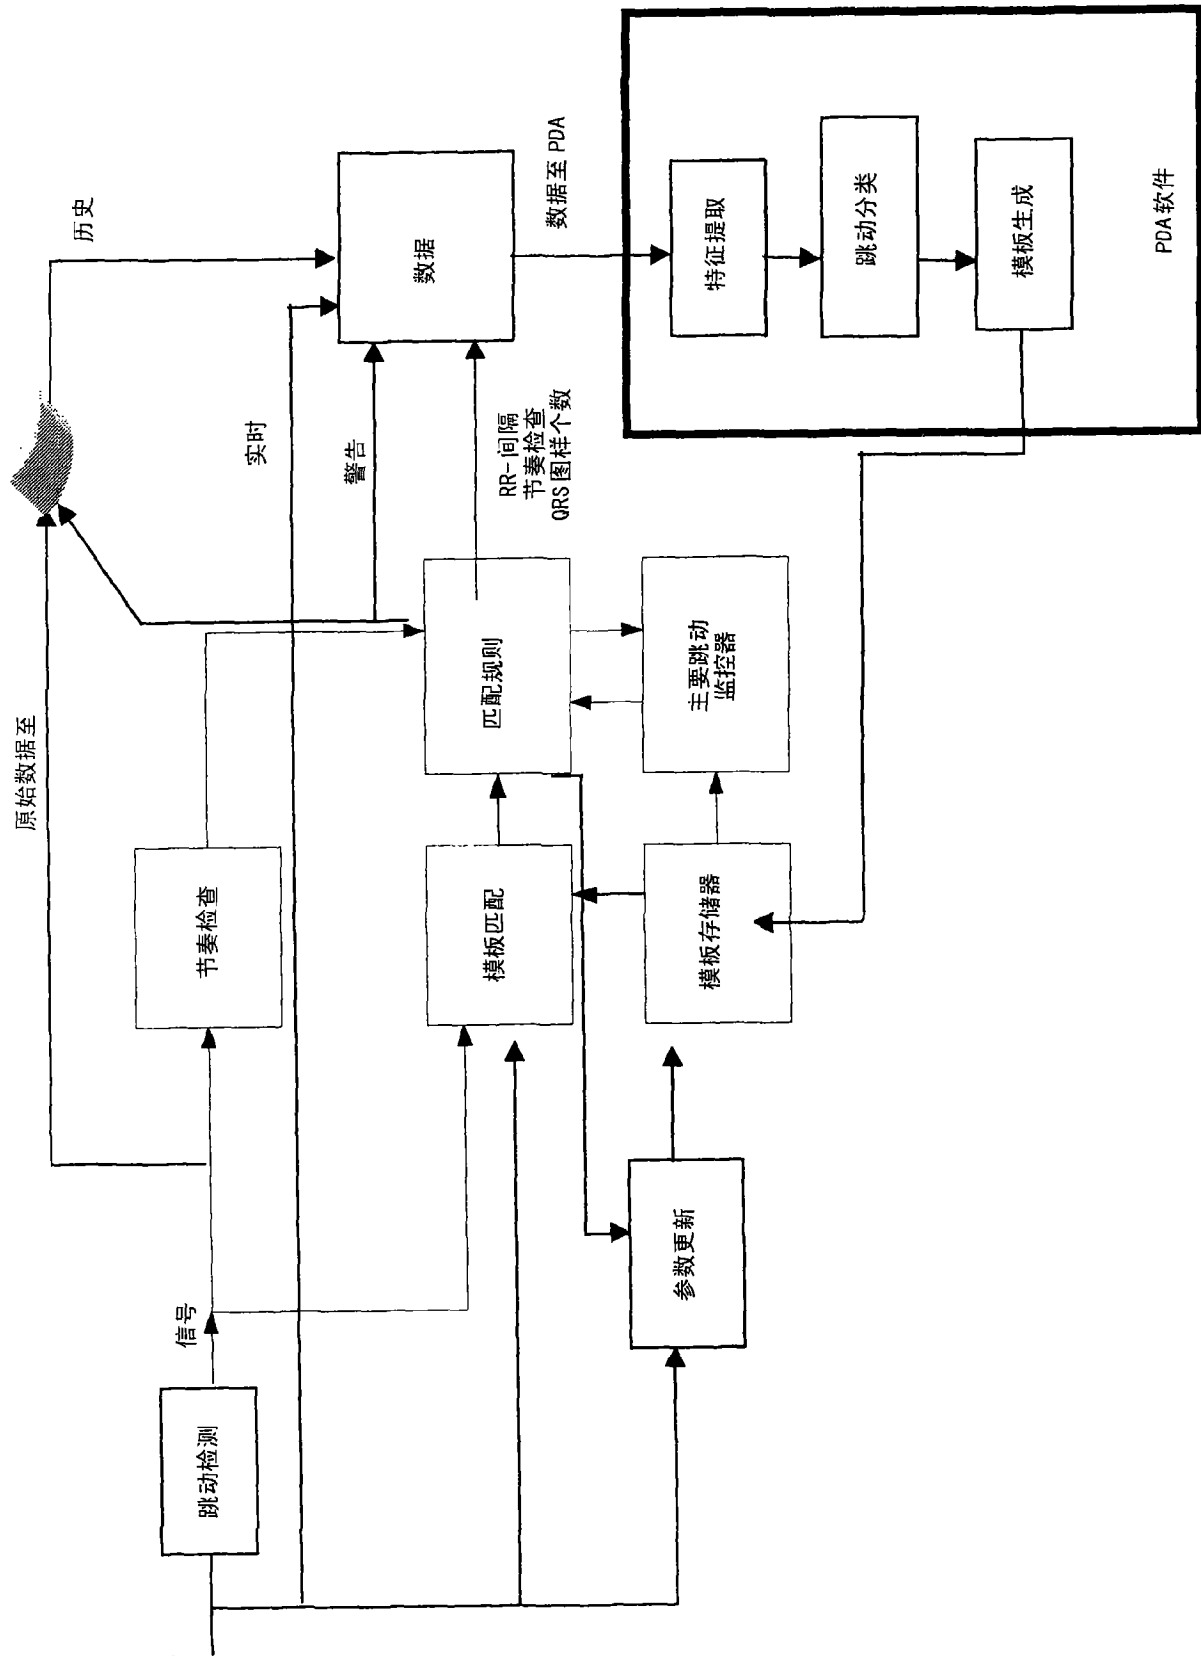 跳动检测
信号
原始数据至
历史
节奏检查
实时
警告
数据
模板匹配
匹配规则
RR-间隔
节奏检查
QRS图样个数
数据至 PDA
参数更新
模板存储器
主要跳动
监控器
特征提取
跳动分类
模板生成
PDA软件